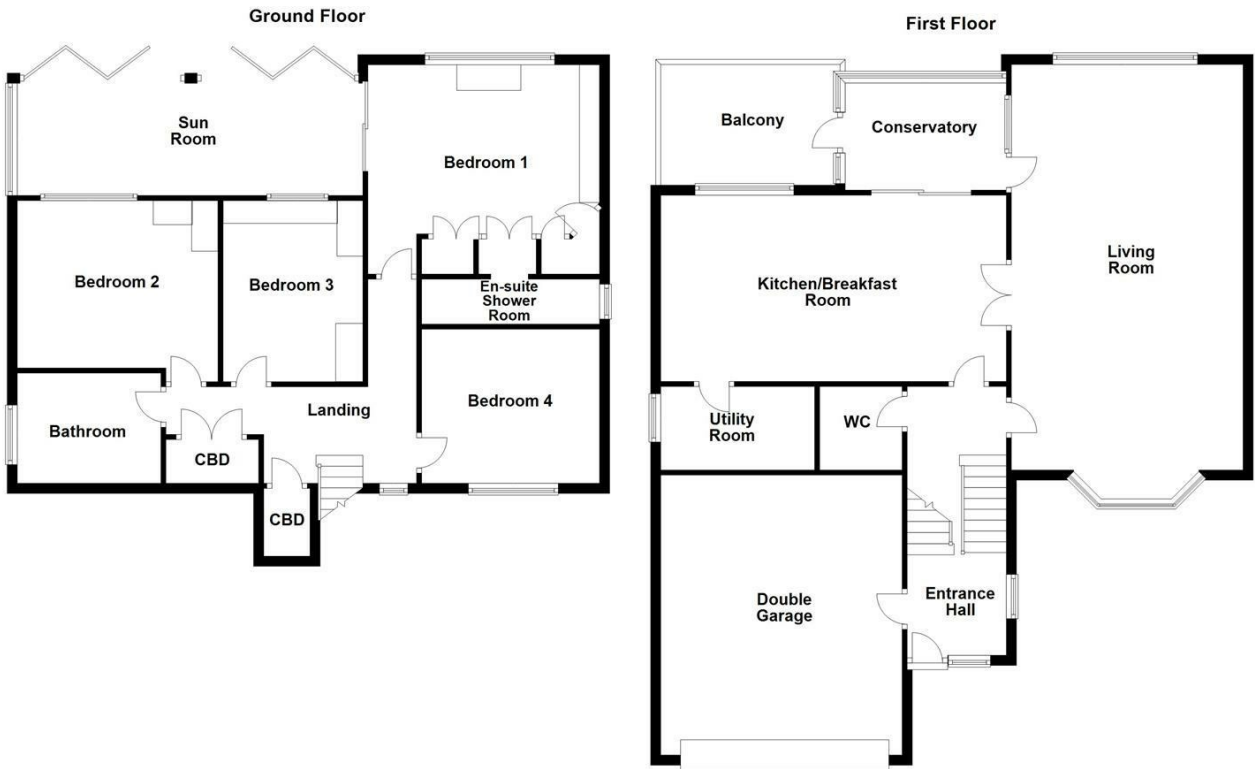 Ground Floor
Sun
Room
Bedroom 1
Bedroom 2
Bedroom 3
En-suite
Shower
Room
Landing
Bedroom 4
Bathroom
CBD
CBD
First Floor
Balcony
Conservatory
Living
Room
Kitchen/Breakfast
Room
Utility
Room
WC
Double
Garage
Entrance
Hall